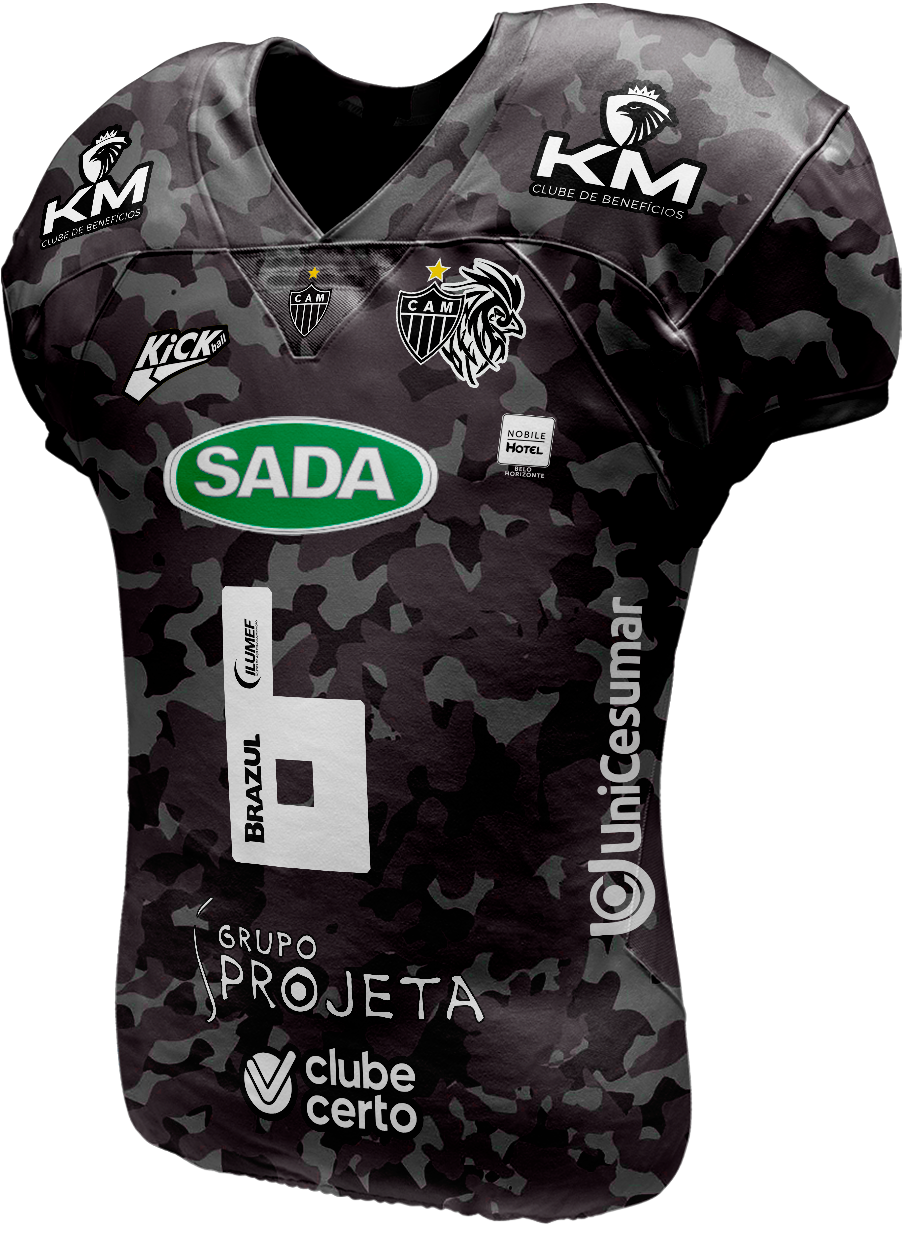 KM
CLUBE DE BENEFÍCIOS
KM
CLUBE DE BENEFÍCIOS
CAM
CAM
KiCK
ball
SADA
NOBILE
HOTEL
BELO
HORIZONTE
ILUMEF
BRAZUL
UniCesumar
GRUPO
PROJETA
clube
certo